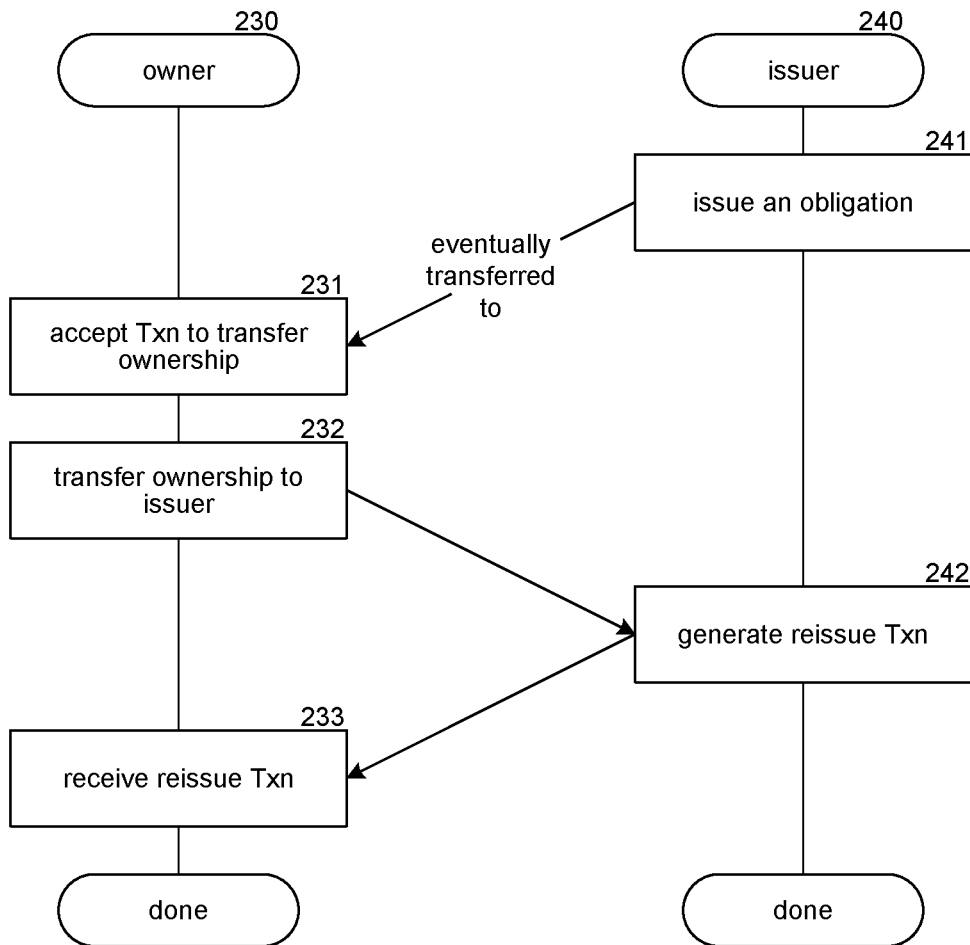 230
owner
240
issuer
241
issue an obligation
eventually
transferred
to
231
accept Txn to transfer
ownership
232
transfer ownership to
issuer
242
generate reissue Txn
233
receive reissue Txn
done
done